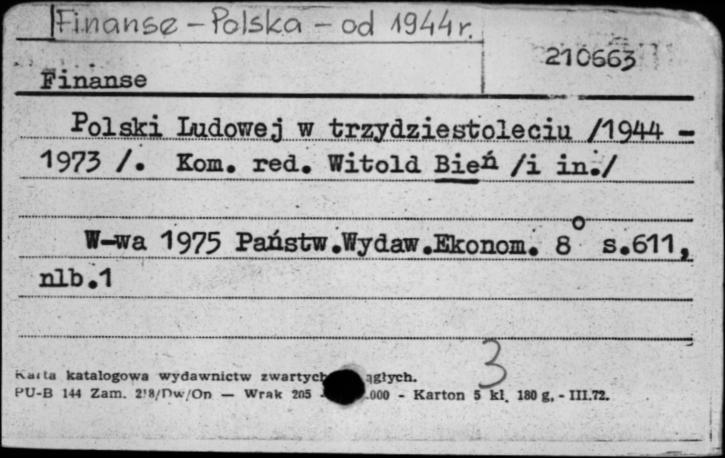 Finanse – Polska – od 1944 r.
210663
Finanse
Polski Ludowej w trzydziestoleciu /1944 -
1973 /. Kom. red. Witold Bień /i in./
W-wa 1975 Państw.Wydaw.Ekonom. 8° s.611,
nlb.1
3
Karta katalogowa wydawnictw zwartych
PU-B 144 Zam. /Dw/On — Wrak 205 - .000 - Karton 5 kl. 180 g. - III.72.